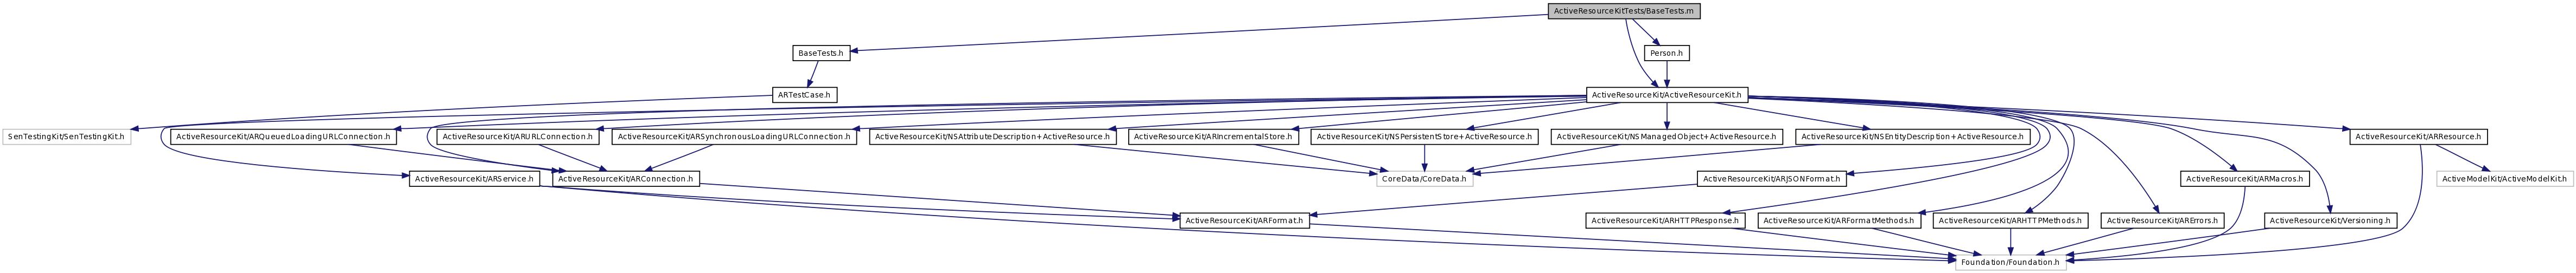 ActiveResourceKitTests/BaseTests.m
BaseTests.h
Person.h
ARTestCase.h
ActiveResourceKit/ActiveResourceKit.h
SenTestingKit/SenTestingKit.h
ActiveResourceKit/ARQueuedLoadingURLConnection.h
ActiveResourceKit/ARURLConnection.h
ActiveResourceKit/ARSynchronousLoadingURLConnection.h
ActiveResourceKit/NSAttributeDescription+ActiveResource.h
ActiveResourceKit/ARIncrementalStore.h
ActiveResourceKit/NSPersistentStore+ActiveResource.h
ActiveResourceKit/NSManagedObject+ActiveResource.h
ActiveResourceKit/NSEntityDescription+ActiveResource.h
ActiveResourceKit/ARResource.h
ActiveResourceKit/ARService.h
ActiveResourceKit/ARConnection.h
CoreData/CoreData.h
ActiveResourceKit/ARJSONFormat.h
ActiveResourceKit/ARMacros.h
ActiveModelKit/ActiveModelKit.h
ActiveResourceKit/ARFormat.h
ActiveResourceKit/ARHTTPResponse.h
ActiveResourceKit/ARFormatMethods.h
ActiveResourceKit/ARHTTPMethods.h
ActiveResourceKit/ARErrors.h
ActiveResourceKit/Versioning.h
Foundation/Foundation.h